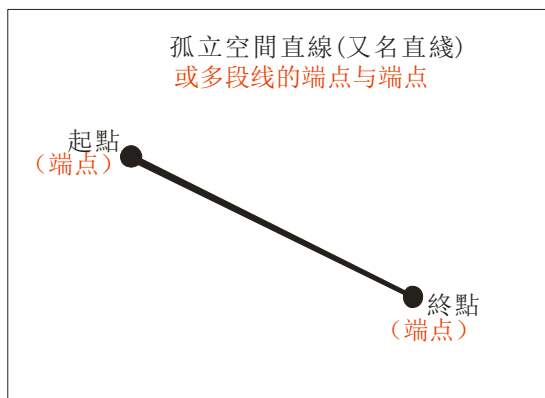 孤立空間直線(又名直綫)
或多段线的端点与端点
起點
（端点）
終點
（端点）